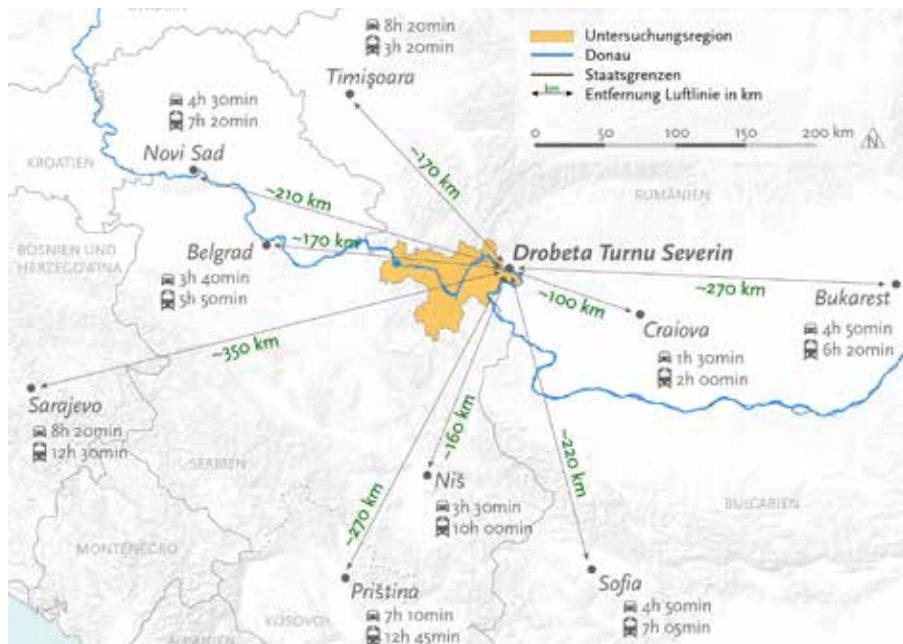 8h 20min
3h 20min
Timişoara
Untersuchungsregion
Donau
Staatsgrenzen
km
Entfernung Luftlinie in km
0 50 100 150 200 km
N
4h 30min
7h 20min
Novi Sad
KROATIEN
~170 km
~210 km
RUMÄNIEN
BOSNIEN UND
HERZEGOWINA
Belgrad
3h 40min
5h 50min
~170 km
Drobeta Turnu Severin
~270 km
Bukarest
4h 50min
6h 20min
~100 km
Craiova
1h 30min
2h 00min
~350 km
Sarajevo
8h 20min
12h 30min
SERBIEN
~160 km
~220 km
Niš
3h 30min
10h 00min
BULGARIEN
~270 km
MONTENEGRO
Priština
7h 10min
12h 45min
KOSOVO
Sofia
4h 50min
7h 05min
ALBANIEN